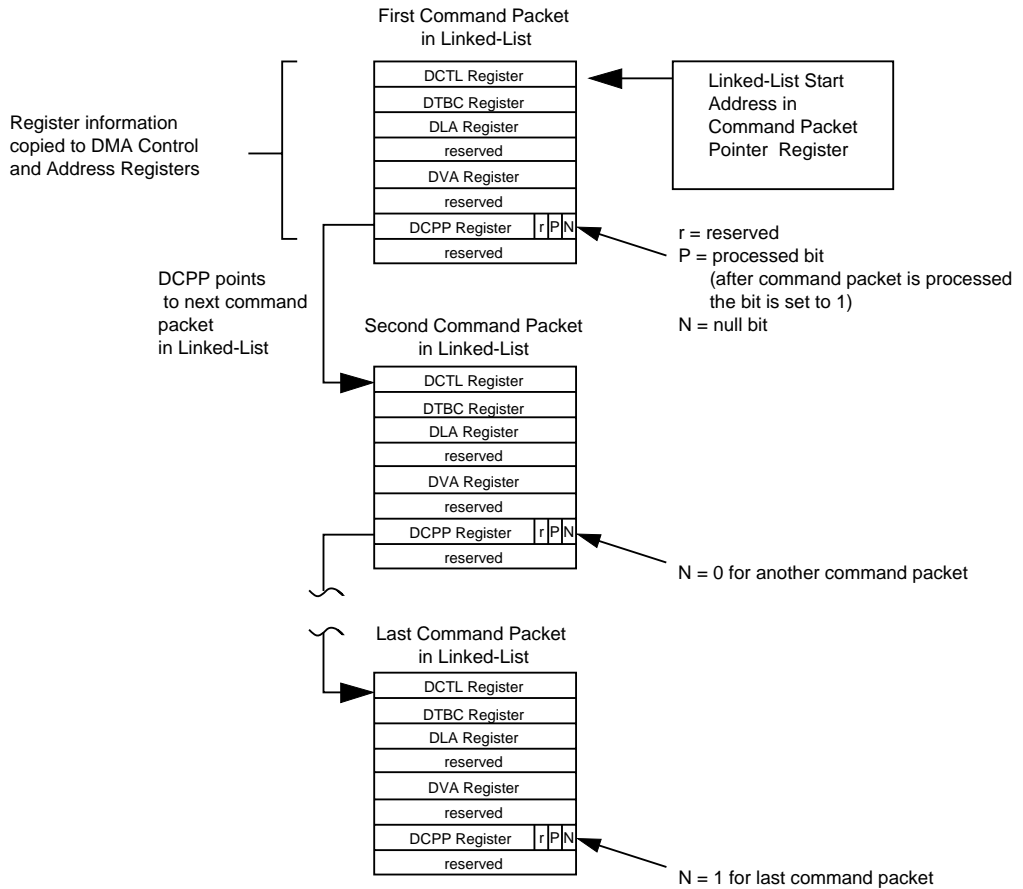 First Command Packet
in Linked-List
DCTL Register
DTBC Register
DLA Register
reserved
DVA Register
reserved
DCPP Register r P N
reserved
Linked-List Start
Address in
Command Packet
Pointer Register
Register information
copied to DMA Control
and Address Registers
r = reserved
P = processed bit
(after command packet is processed
the bit is set to 1)
N = null bit
DCPP points
to next command
packet
in Linked-List
Second Command Packet
in Linked-List
DCTL Register
DTBC Register
DLA Register
reserved
DVA Register
reserved
DCPP Register r P N
reserved
N = 0 for another command packet
Last Command Packet
in Linked-List
DCTL Register
DTBC Register
DLA Register
reserved
DVA Register
reserved
DCPP Register r P N
reserved
N = 1 for last command packet